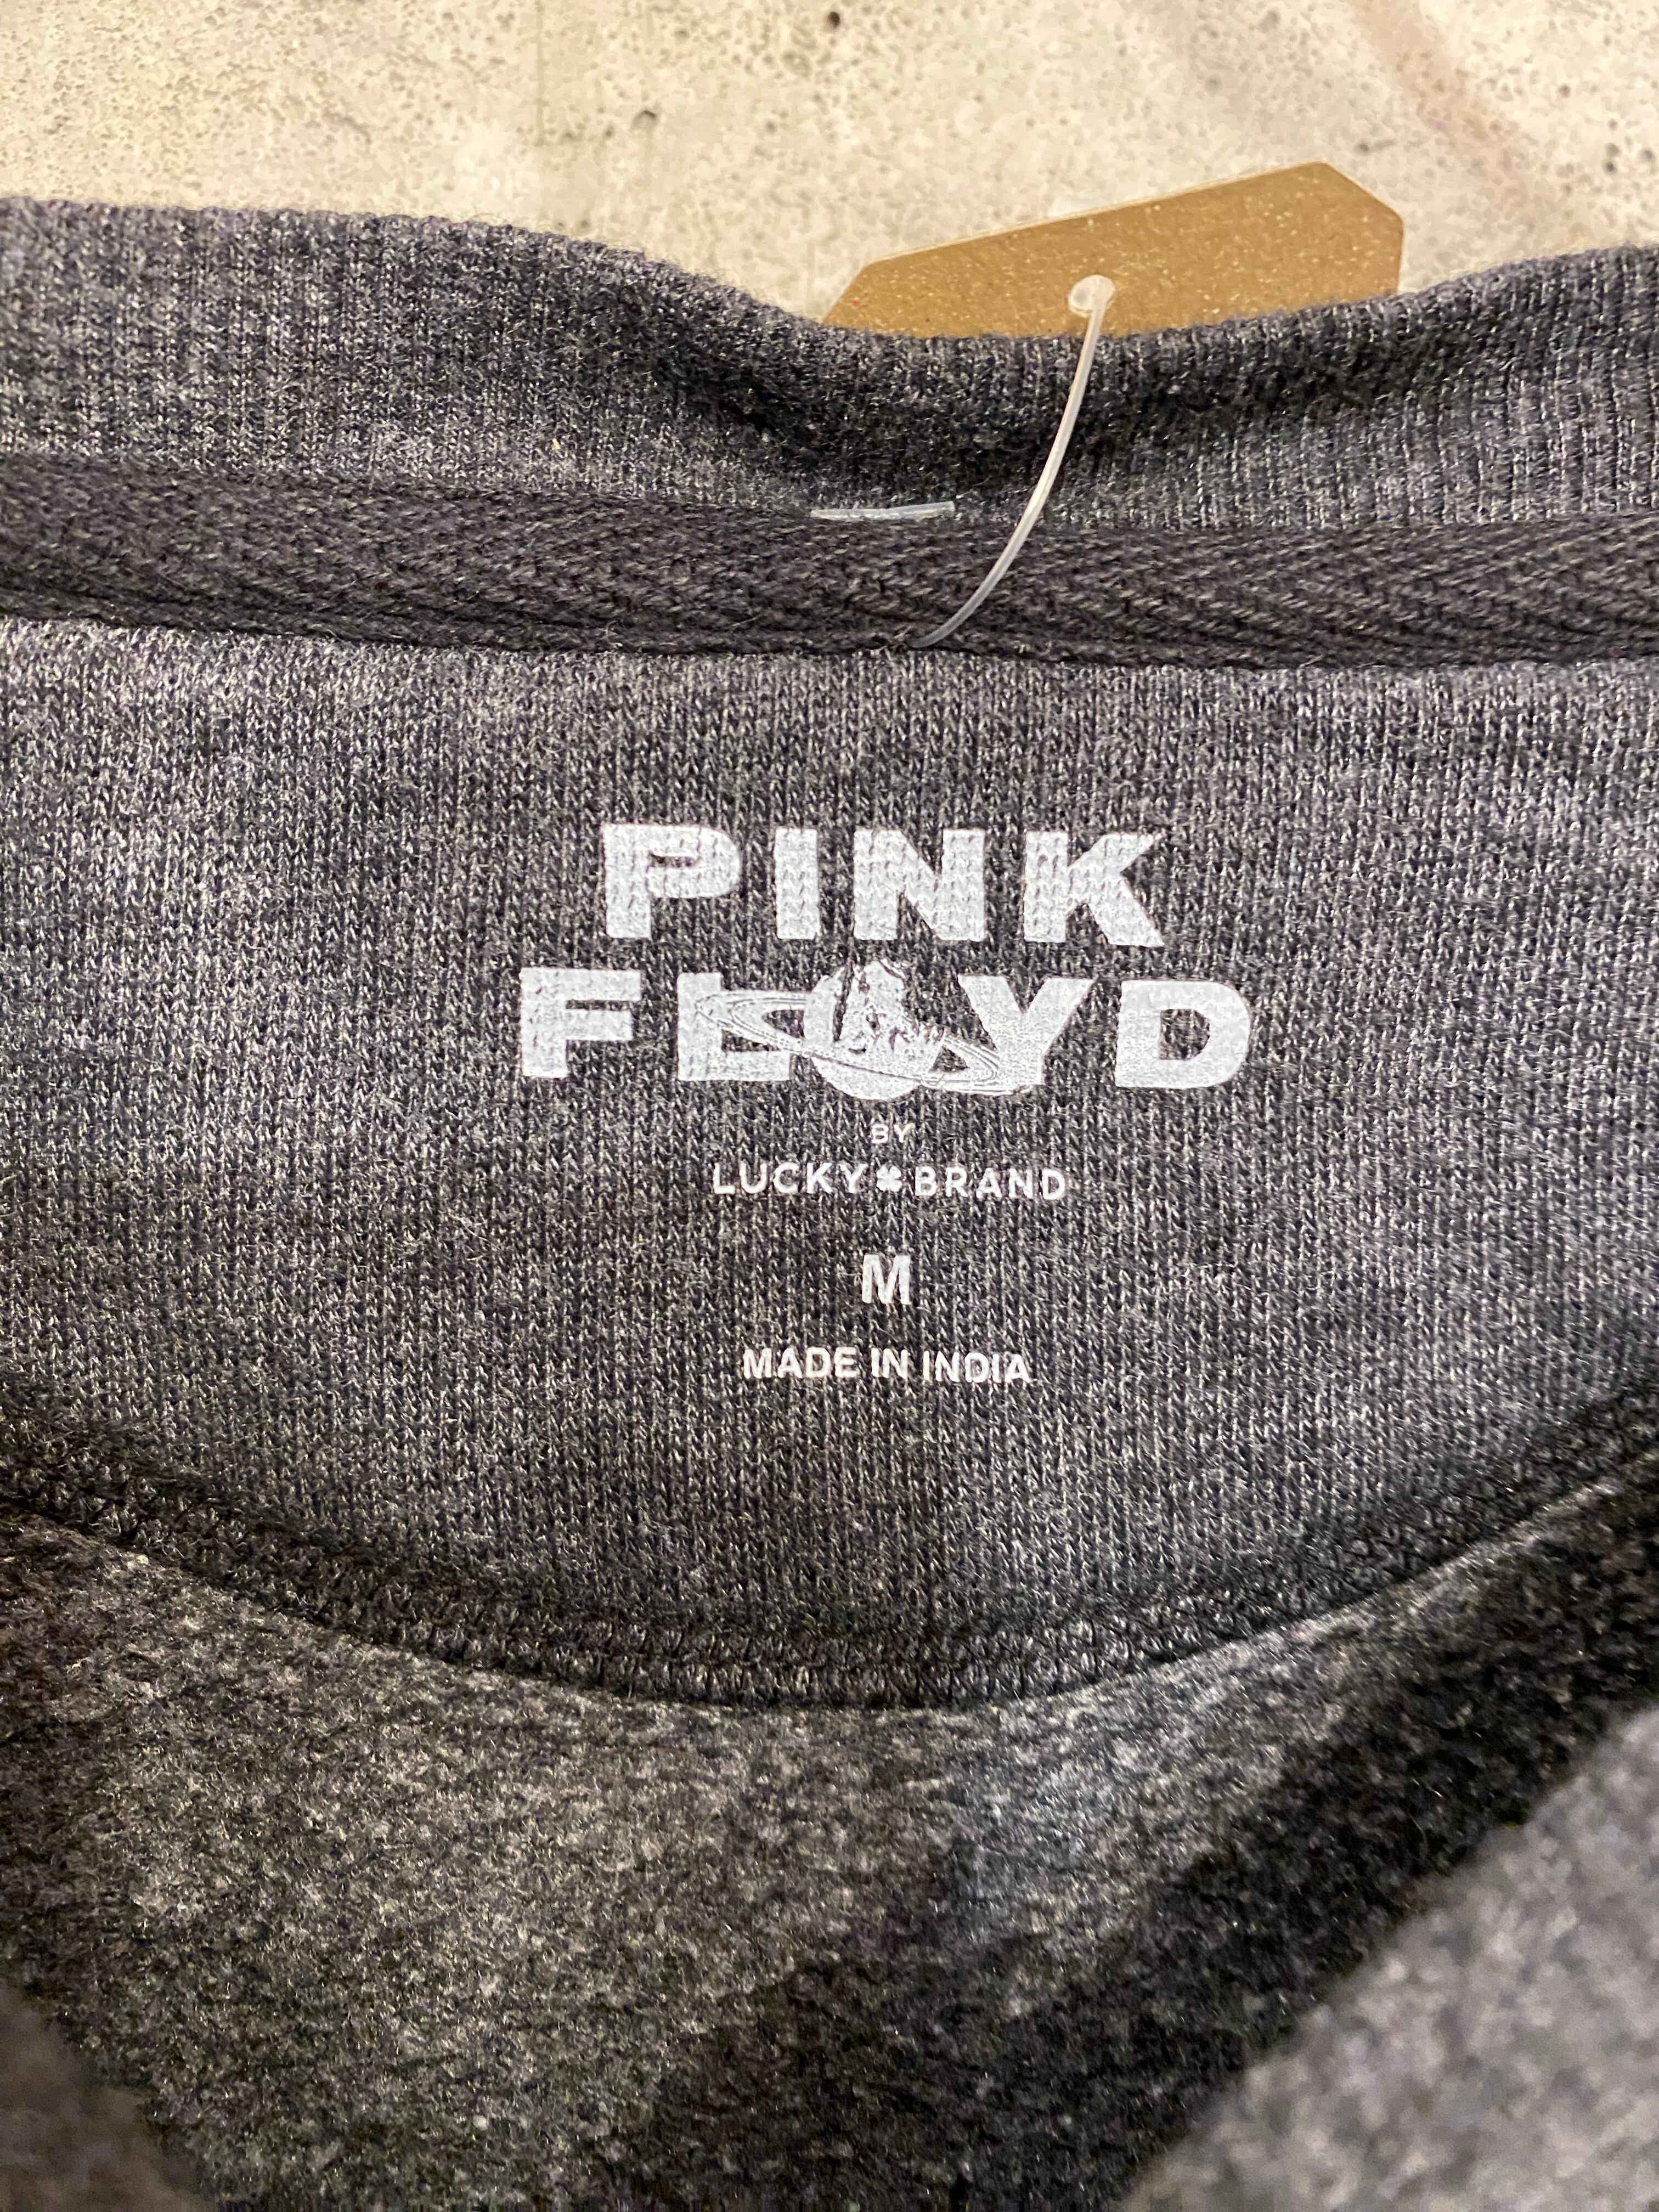 PINK
FLOYD
BY
LUCKY BRAND
M
MADE IN INDIA